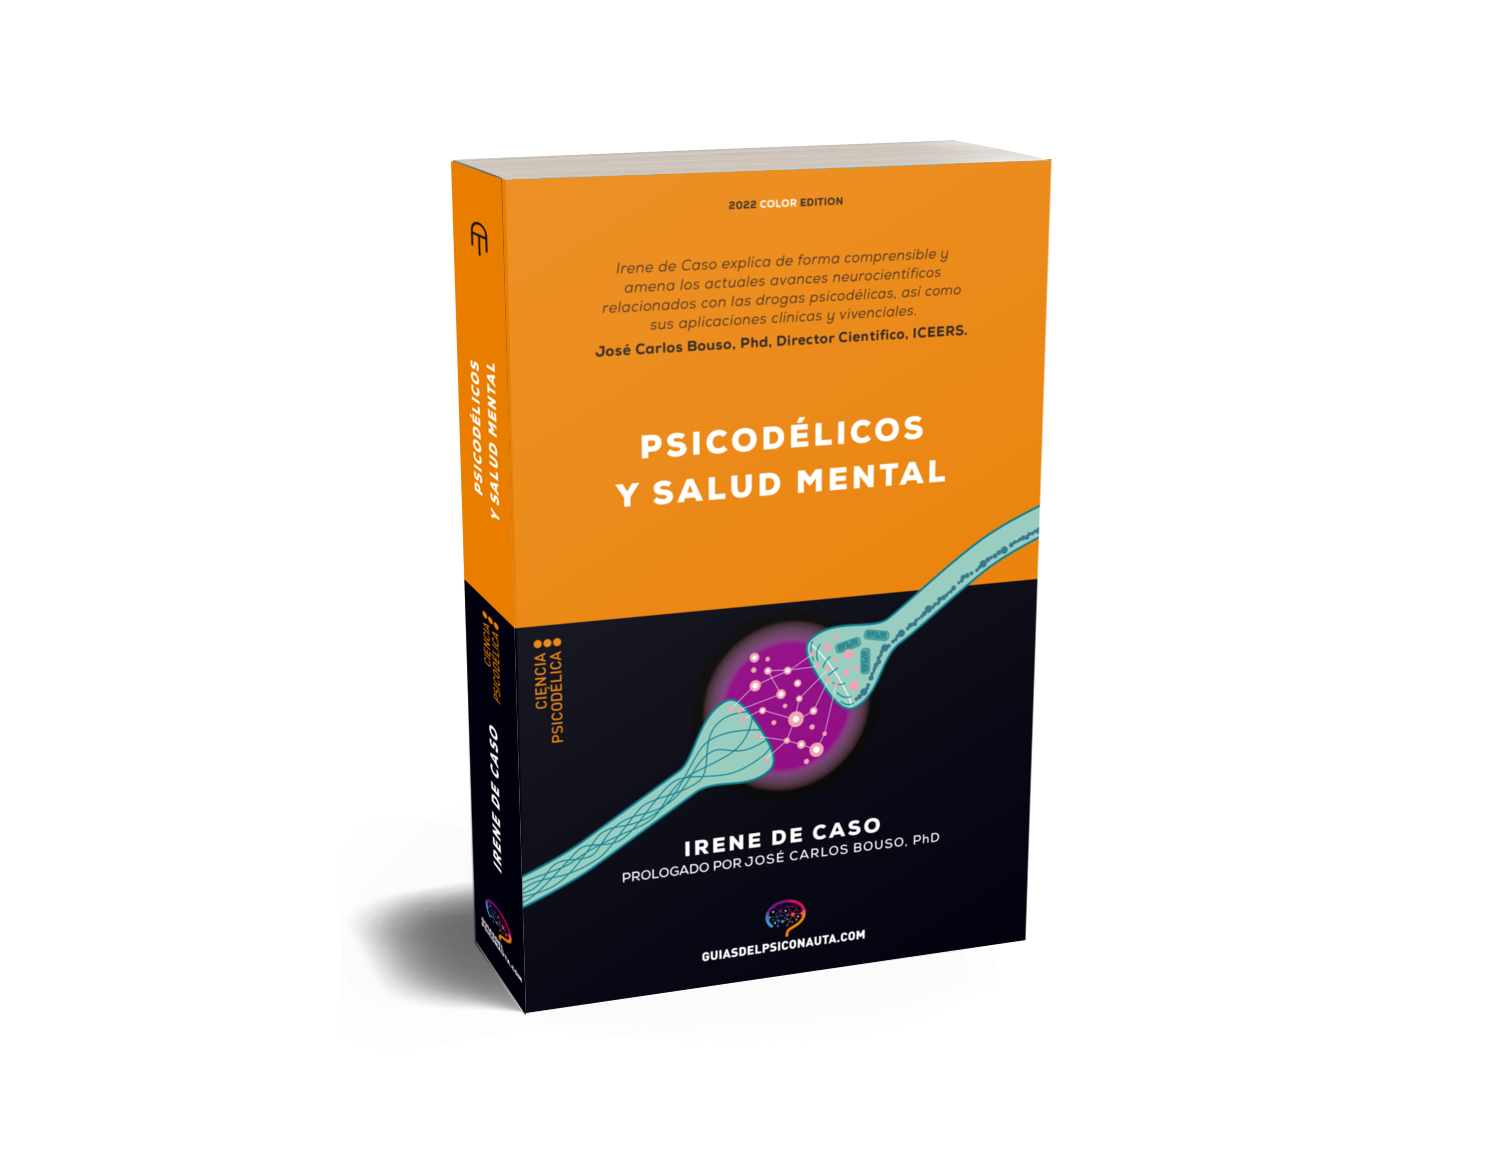 2022 COLOR EDITION
Irene de Caso explica de forma comprensible y
amena los actuales avances neurocientíficos
relacionados con las drogas psicodélicas, así como
sus aplicaciones clínicas y vivenciales.
José Carlos Bouso, Phd, Director Científico, ICEERS.
PSICODÉLICOS
Y SALUD MENTAL
CIENCIA
PSICODÉLICA
IRENE DE CASO
PROLOGADO POR JOSÉ CARLOS BOUSO, PhD
GUIASDELPSICONAUTA.COM
PSICODÉLICOS
Y SALUD MENTAL
CIENCIA
PSICODÉLICA
IRENE DE CASO